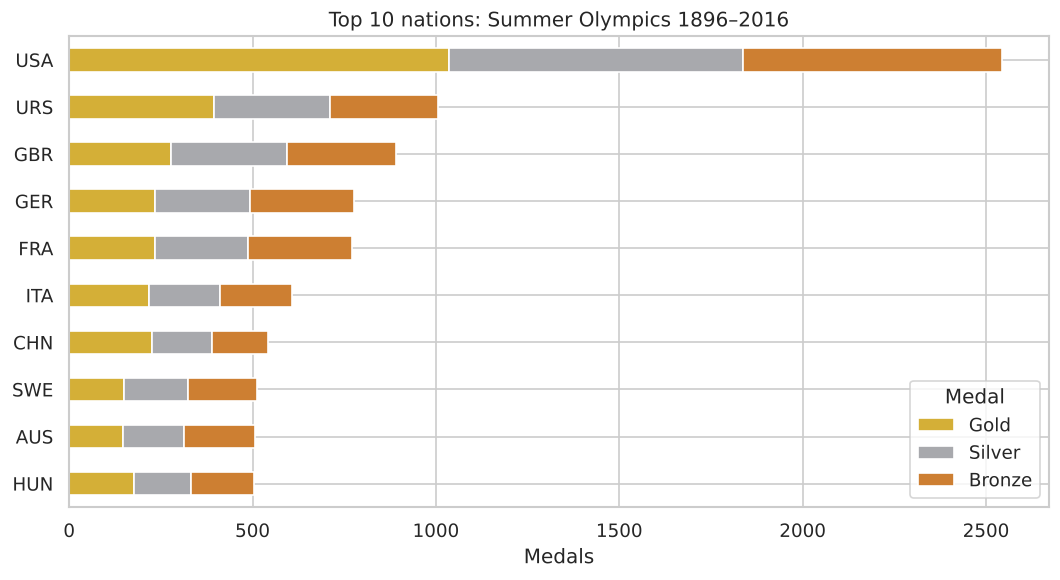 Top 10 nations: Summer Olympics 1896–2016
USA
URS
GBR
GER
FRA
ITA
CHN
SWE
AUS
HUN
Medal
Gold
Silver
Bronze
0 500 1000 1500 2000 2500
Medals